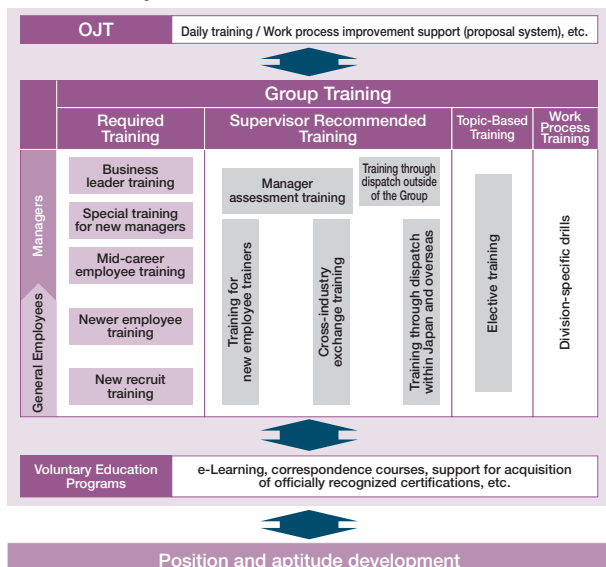 OJT
Daily training / Work process improvement support (proposal system), etc.
Group Training
Required
Training
Supervisor Recommended
Training
Topic-Based
Training
Work
Process
Training
Managers
General Employees
Business
leader training
Special training
for new managers
Mid-career
employee training
Newer employee
training
New recruit
training
Manager
assessment training
Training through
dispatch outside
of the Group
Training for
new employee trainers
Cross-industry
exchange training
Training through dispatch
within Japan and overseas
Elective training
Division-specific drills
Voluntary Education
Programs
e-Learning, correspondence courses, support for acquisition
of officially recognized certifications, etc.
Position and aptitude development